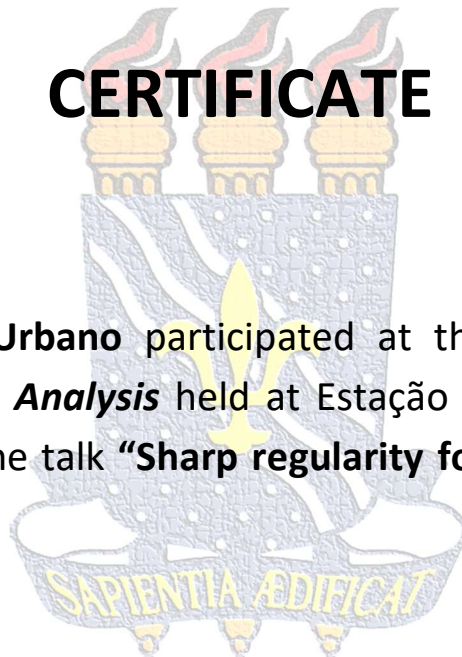 CERTIFICATE
Urbano participated at th
Analysis held at Estação
he talk “Sharp regularity fo
SAPIENTIA ÆDIFICAT